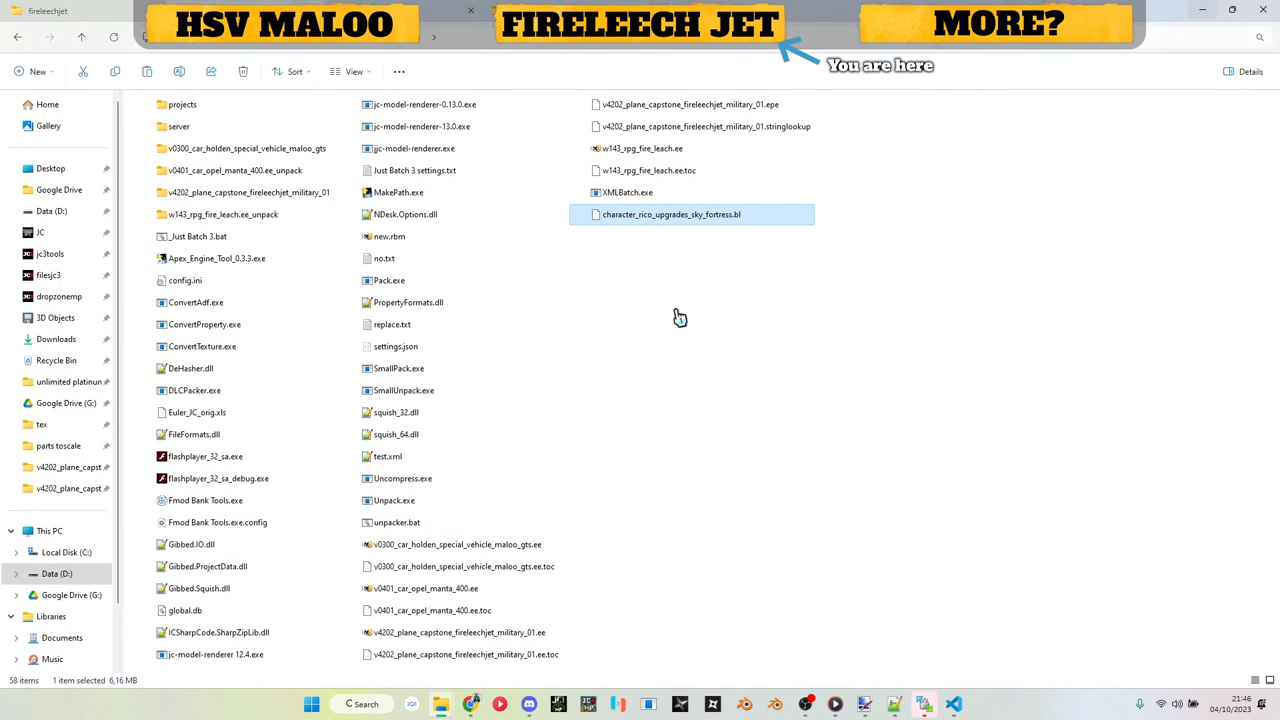 firleechjet
HSV MALOO
FIRELEECH JET
MORE?
You are here
New
Sort
View
Details
Home
Gallery
Desktop
Google Drive
Data (D:)
JC
jc3tools
filesjc3
dropzonemp
3D Objects
Downloads
Recycle Bin
unlimited platinun
Google Drive (G:)
tex
parts toscale
v4202_plane_capst
v4202_plane_capst
This PC
Local Disk (C:)
Data (D:)
Google Drive (G:)
Libraries
Documents
Music
projects
server
v0300_car_holden_special_vehicle_maloo_gts
v0401_car_opel_manta_400.ee_unpack
v4202_plane_capstone_fireleechjet_military_01
w143_rpg_fire_leach.ee_unpack
_Just Batch 3.bat
Apex_Engine_Tool_0.3.3.exe
config.ini
ConvertAdf.exe
ConvertProperty.exe
ConvertTexture.exe
DeHasher.dll
DLCPacker.exe
Euler_JC_orig.xls
FileFormats.dll
flashplayer_32_sa.exe
flashplayer_32_sa_debug.exe
Fmod Bank Tools.exe
Fmod Bank Tools.exe.config
Gibbed.IO.dll
Gibbed.ProjectData.dll
Gibbed.Squish.dll
global.db
ICSharpCode.SharpZipLib.dll
jc-model-renderer 12.4.exe
jc-model-renderer-0.13.0.exe
jc-model-renderer-13.0.exe
jjc-model-renderer.exe
Just Batch 3 settings.txt
MakePath.exe
NDesk.Options.dll
new.rbm
no.txt
Pack.exe
PropertyFormats.dll
replace.txt
settings.json
SmallPack.exe
SmallUnpack.exe
squish_32.dll
squish_64.dll
test.xml
Uncompress.exe
Unpack.exe
unpacker.bat
v0300_car_holden_special_vehicle_maloo_gts.ee
v0300_car_holden_special_vehicle_maloo_gts.ee.toc
v0401_car_opel_manta_400.ee
v0401_car_opel_manta_400.ee.toc
v4202_plane_capstone_fireleechjet_military_01.ee
v4202_plane_capstone_fireleechjet_military_01.ee.toc
v4202_plane_capstone_fireleechjet_military_01.epe
v4202_plane_capstone_fireleechjet_military_01.stringlookup
w143_rpg_fire_leach.ee
w143_rpg_fire_leach.ee.toc
XMLBatch.exe
character_rico_upgrades_sky_fortress.bl
58 items
1 item selected 6,16 MB
Search
21:46
04/10/2023